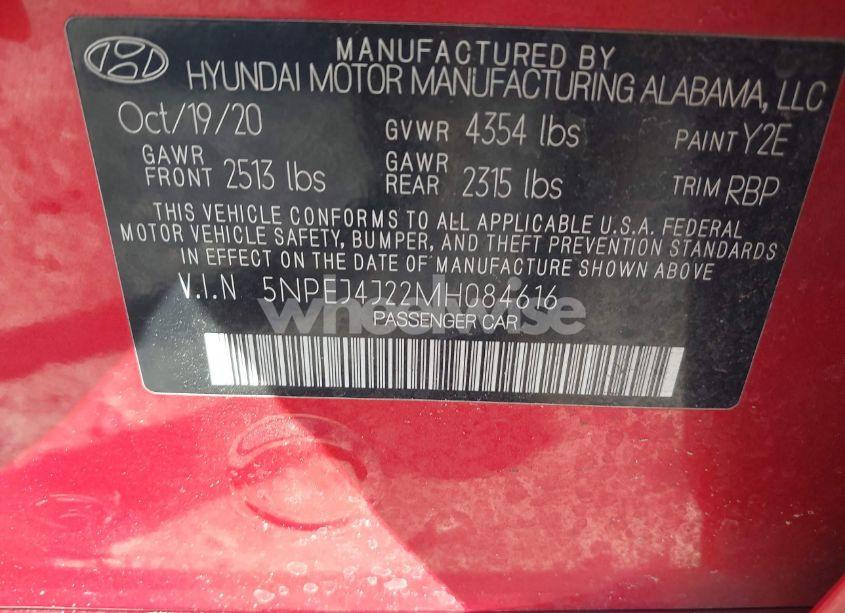 MANUFACTURED BY
HYUNDAI MOTOR MANUFACTURING ALABAMA, LLC
Oct/19/20 GVWR 4354 lbs PAINT Y2E
GAWR FRONT 2513 lbs GAWR REAR 2315 lbs TRIM RBP
THIS VEHICLE CONFORMS TO ALL APPLICABLE U.S.A. FEDERAL
MOTOR VEHICLE SAFETY, BUMPER, AND THEFT PREVENTION STANDARDS
IN EFFECT ON THE DATE OF MANUFACTURE SHOWN ABOVE
V.I.N 5NPEJ4J22MH084616
wheelwise
PASSENGER CAR